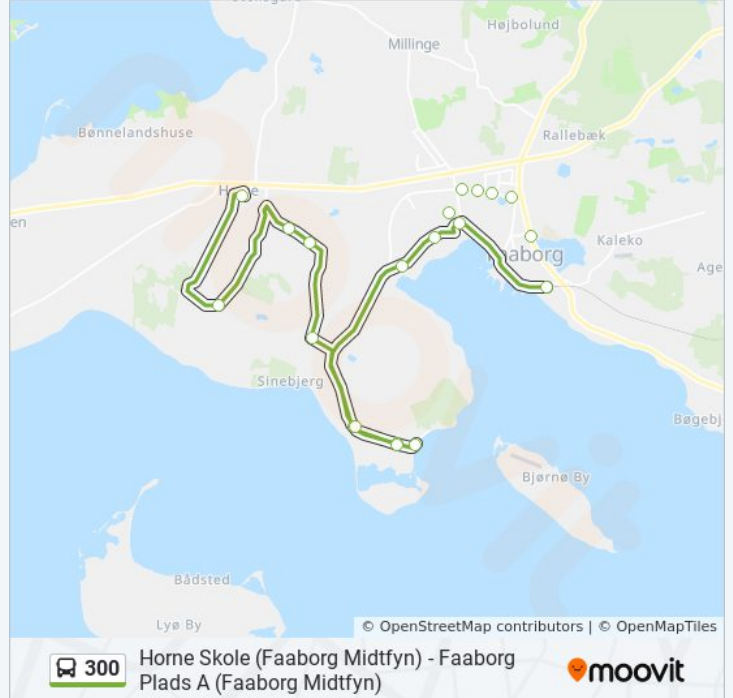 Højbolund
Millinge
Bønnelandshuse
Rallebæk
en
Kaleko
Age
Sinebjerg
Bøgebj
Bjørnø By
Bådsted
Lyø By
© OpenStreetMap contributors | © OpenMapTiles
300
Horne Skole (Faaborg Midtfyn) - Faaborg
Plads A (Faaborg Midtfyn)
moovit